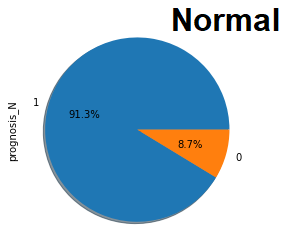 Normal
1
91.3%
prognosis_N
8.7%
0